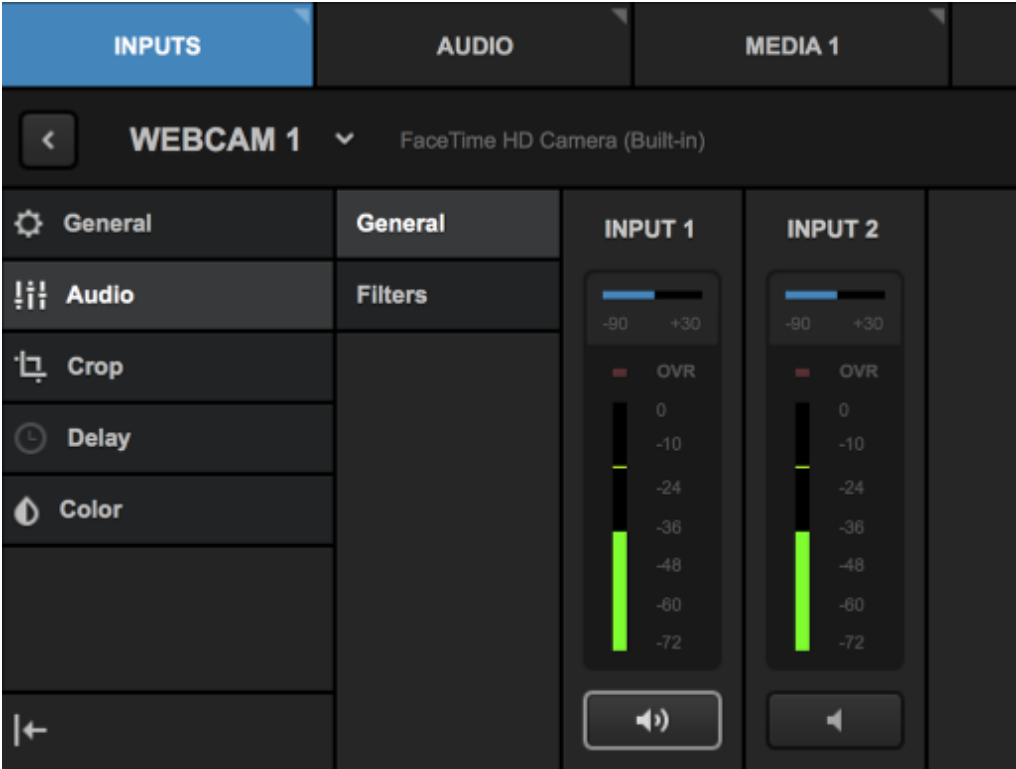 INPUTS
AUDIO
MEDIA 1
WEBCAM 1
FaceTime HD Camera (Built-in)
General
Audio
Crop
Delay
Color
General
Filters
INPUT 1
-90 +30
OVR
0
-10
-24
-36
-48
-60
-72
INPUT 2
-90 +30
OVR
0
-10
-24
-36
-48
-60
-72